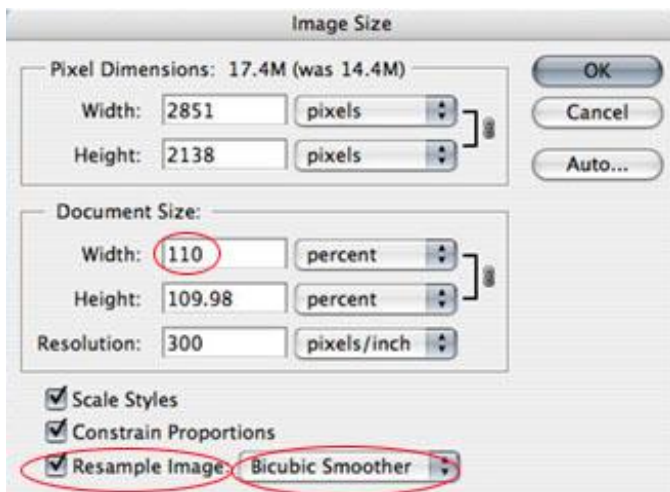 Image Size
Pixel Dimensions: 17.4M (was 14.4M)
Width: 2851 pixels
Height: 2138 pixels
OK
Cancel
Auto...
Document Size:
Width: 110 percent
Height: 109.98 percent
Resolution: 300 pixels/inch
Scale Styles
Constrain Proportions
Resample Image: Bicubic Smoother